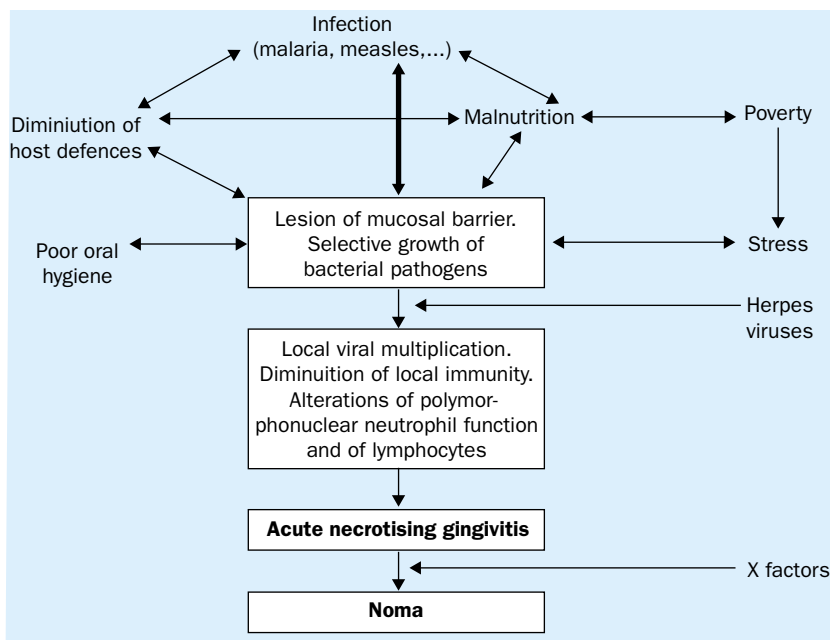 Infection
(malaria, measles,...)
Diminiution of
host defences
Malnutrition
Poverty
Lesion of mucosal barrier.
Selective growth of
bacterial pathogens
Poor oral
hygiene
Stress
Herpes
viruses
Local viral multiplication.
Diminuition of local immunity.
Alterations of polymor-
phonuclear neutrophil function
and of lymphocytes
Acute necrotising gingivitis
X factors
Noma